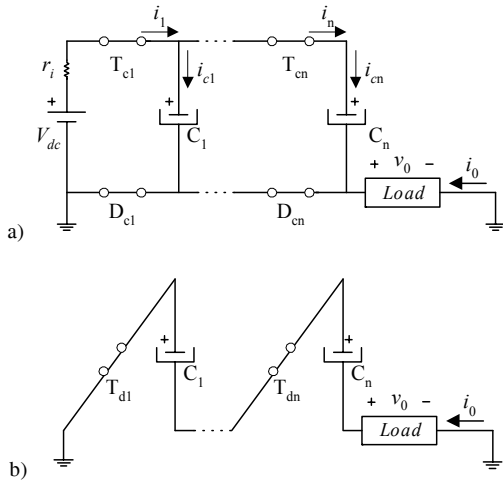 i1 in
ri Tc1 ic1 Tcn icn
+ + +
Vdc C1 Cn
+ v0 − i0
Load
Dc1 Dcn
a)
+ +
C1 Cn
Td1 Tdn
+ v0 − i0
Load
b)